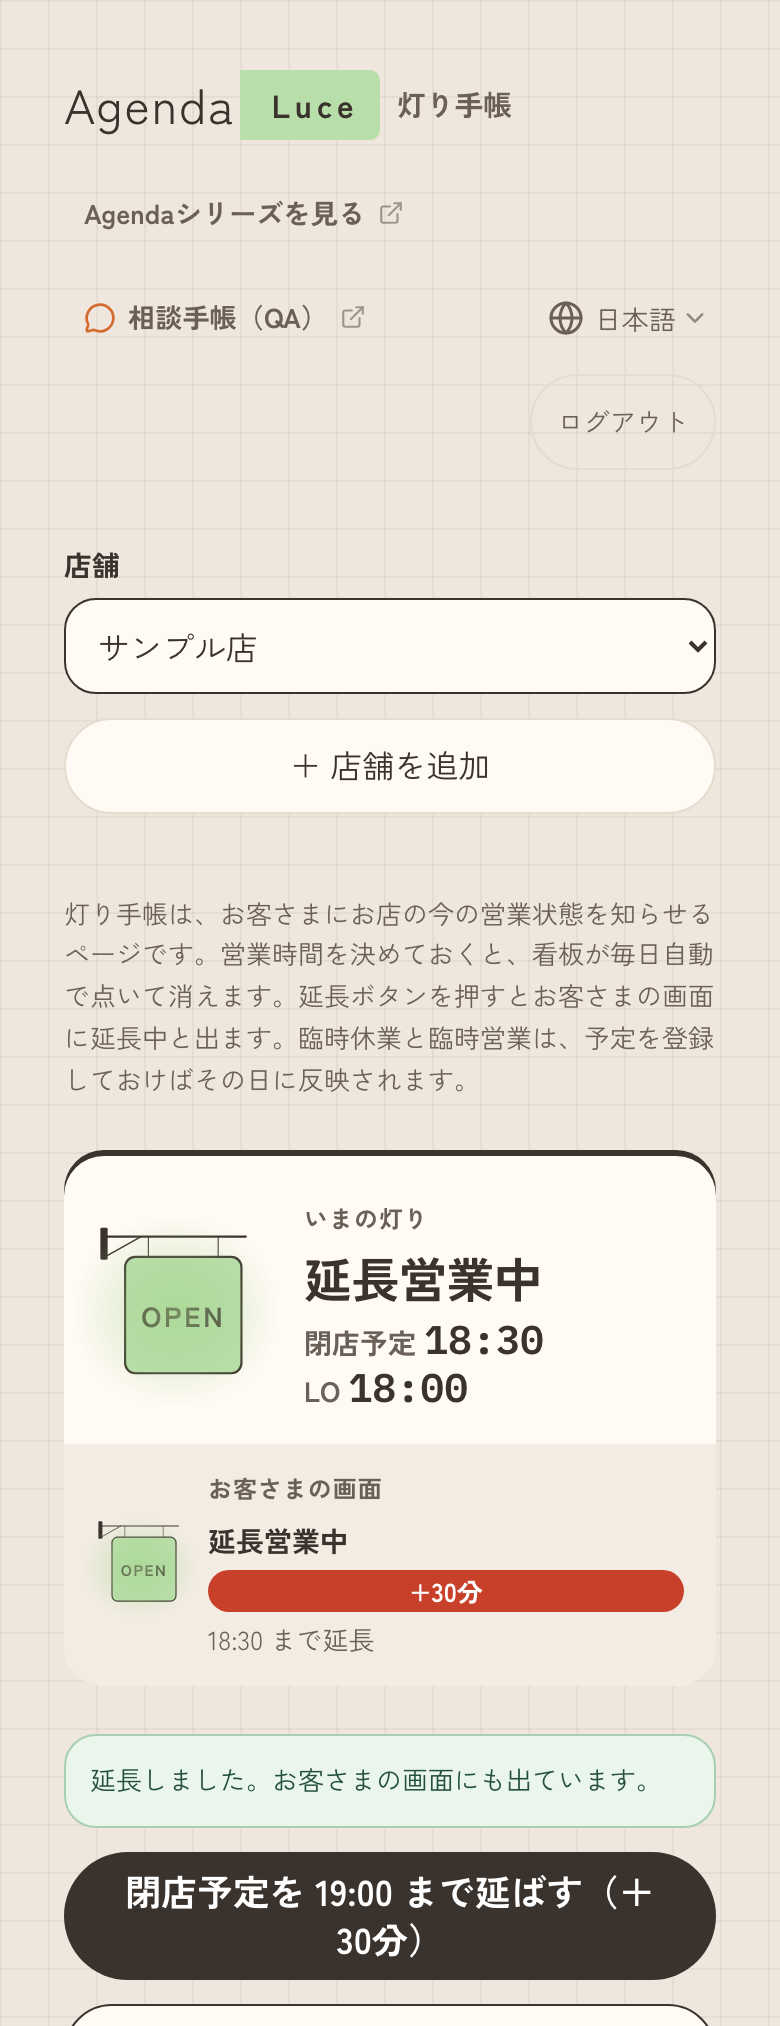 Agenda Luce 灯り手帳
Agendaシリーズを見る
相談手帳（QA） 日本語
ログアウト
店舗
サンプル店
＋ 店舗を追加
灯り手帳は、お客さまにお店の今の営業状態を知らせる
ページです。営業時間を決めておくと、看板が毎日自動
で点いて消えます。延長ボタンを押すとお客さまの画面
に延長中と出ます。臨時休業と臨時営業は、予定を登録
しておけばその日に反映されます。
いまの灯り
OPEN
延長営業中
閉店予定 18:30
LO 18:00
お客さまの画面
OPEN
延長営業中
+30分
18:30 まで延長
延長しました。お客さまの画面にも出ています。
閉店予定を 19:00 まで延ばす（＋
30分）